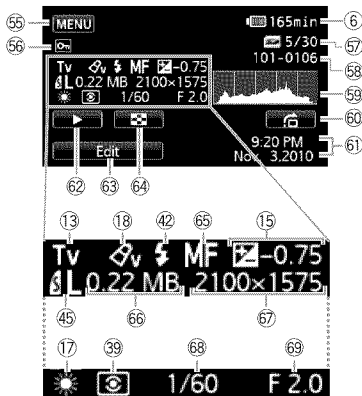 55 MENU 165min 6
56 5/30 57
101-0106 58
Tv MF -0.75
L 0.22 MB 2100×1575 59
1/60 F 2.0
60
Edit 9:20 PM 61
Nov. 3,2010
62 63 64
13 18 42 65 15
Tv MF -0.75
L 0.22 MB 2100×1575
45 66 67
17 39 68 69
1/60 F 2.0